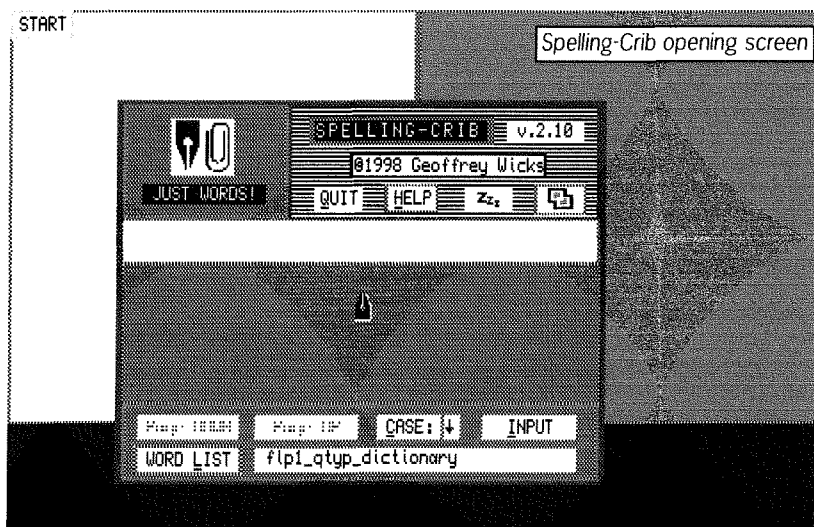 START
Spelling-Crib opening screen
SPELLING-CRIB v.2.10
@1998 Geoffrey Wicks
JUST WORDS!
QUIT HELP Zzz
CASE:↓ INPUT
WORD LIST flp1_qtyp_dictionary